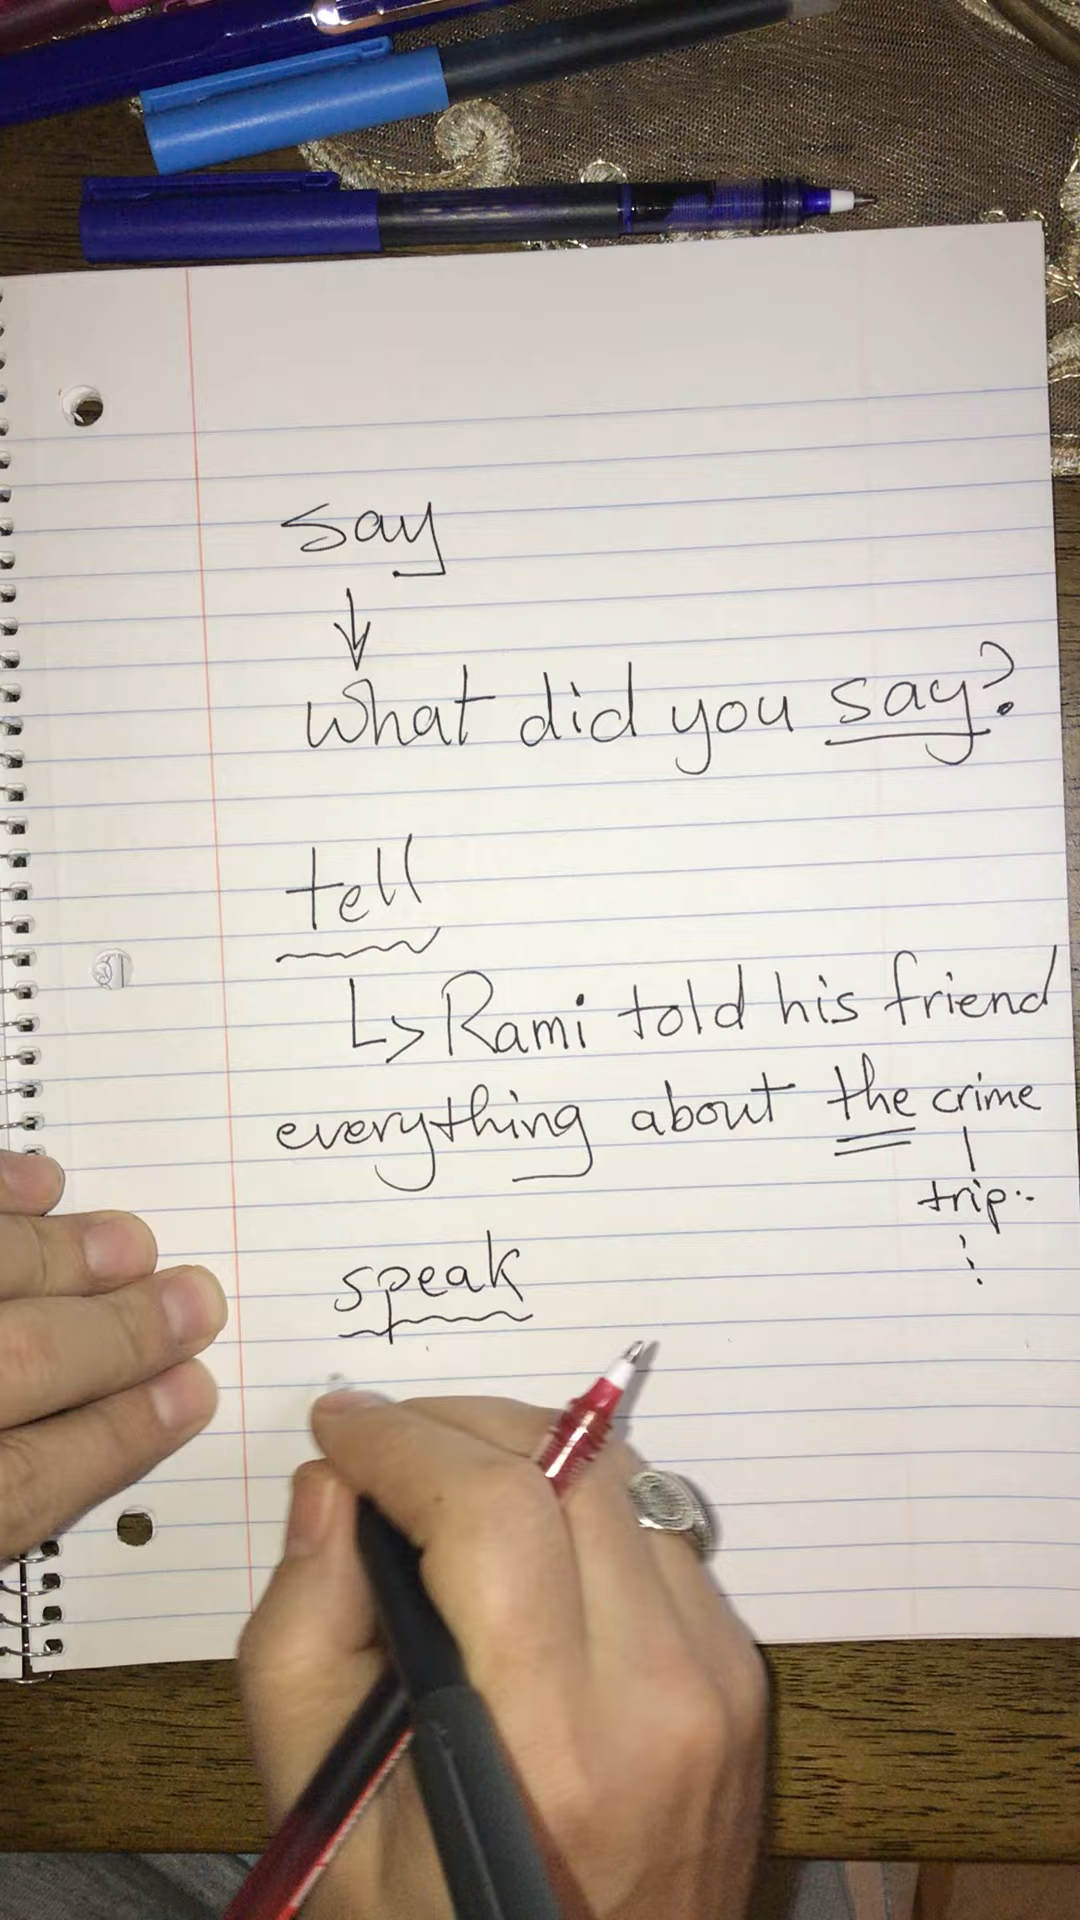 say
What did you say?
tell
Rami told his friend
everything about the crime
trip..
speak